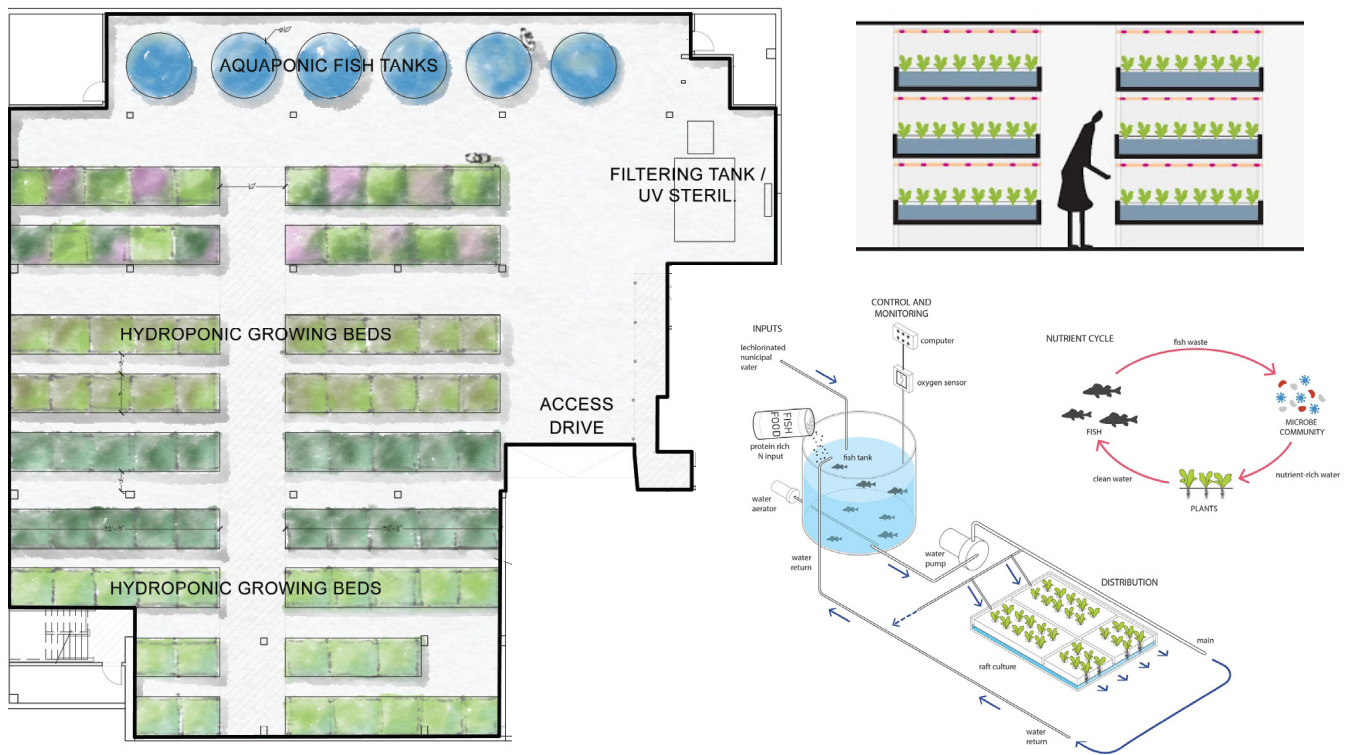 AQUAPONIC FISH TANKS
FILTERING TANK /
UV STERIL.
HYDROPONIC GROWING BEDS
ACCESS
DRIVE
HYDROPONIC GROWING BEDS
CONTROL AND
MONITORING
computer
oxygen sensor
INPUTS
lechlorinated
nunicipal
vater
FISH
FOOD
protein rich
N input
fish tank
water
aerator
water
return
water
pump
DISTRIBUTION
main
raft culture
water
return
NUTRIENT CYCLE
fish waste
FISH
MICROBE
COMMUNITY
clean water
nutrient-rich water
PLANTS